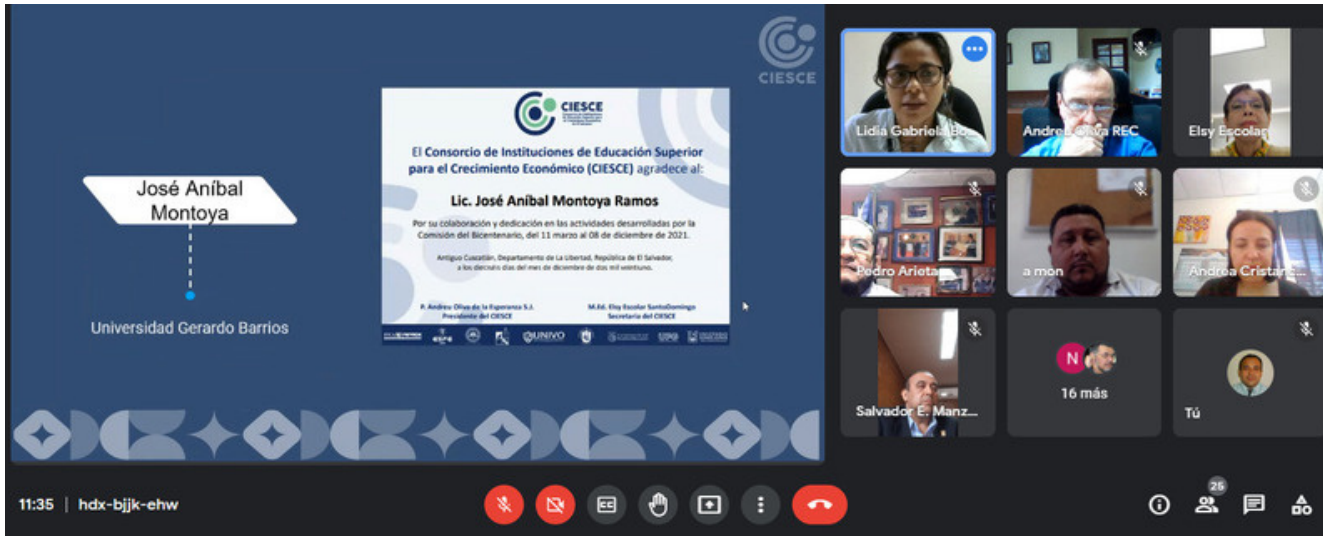 CIESCE
José Aníbal
Montoya
Universidad Gerardo Barrios
CIESCE
El Consorcio de Instituciones de Educación Superior
para el Crecimiento Económico (CIESCE) agradece al:
Lic. José Aníbal Montoya Ramos
Por su colaboración y dedicación en las actividades desarrolladas por la
Comisión del Bicentenario, del 11 marzo al 08 de diciembre de 2021.
Antiguo Cuscatlán, Departamento de La Libertad, República de El Salvador,
a los dieciséis días del mes de diciembre de dos mil veintiuno.
P. Andreu Oliva de la Esperanza S.J.
Presidente del CIESCE
M.Ed. Elsy Escolar SantoDomingo
Secretaria del CIESCE
UNIVO
Lidia Gabriela Bo...
Andreu Oliva REC
Elsy Escolar
Pedro Arieta
a mon
Andrea Cristanc...
Salvador E. Manz...
N
16 más
Tú
11:35 | hdx-bjjk-ehw
CC
25